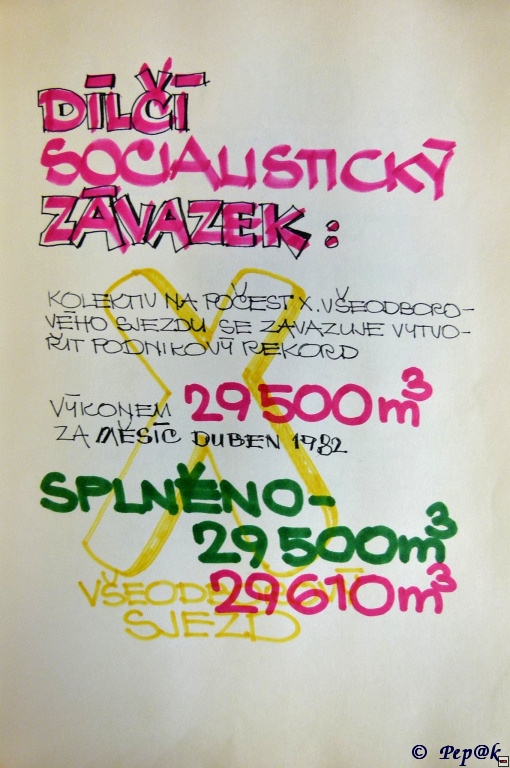 DÍLČÍ
SOCIALISTICKÝ
ZÁVAZEK:
KOLEKTIV NA POČEST X. VŠEODBORO-
VÉHO SJEZDU SE ZAVAZUJE VYTVO-
ŘIT PODNIKOVÝ REKORD
VÝKONEM 29 500 m³
ZA MĚSÍC DUBEN 1982
SPLNĚNO-
29 500 m³
29 610 m³
X
VŠEODBOROVÝ
SJEZD
© Pep@k